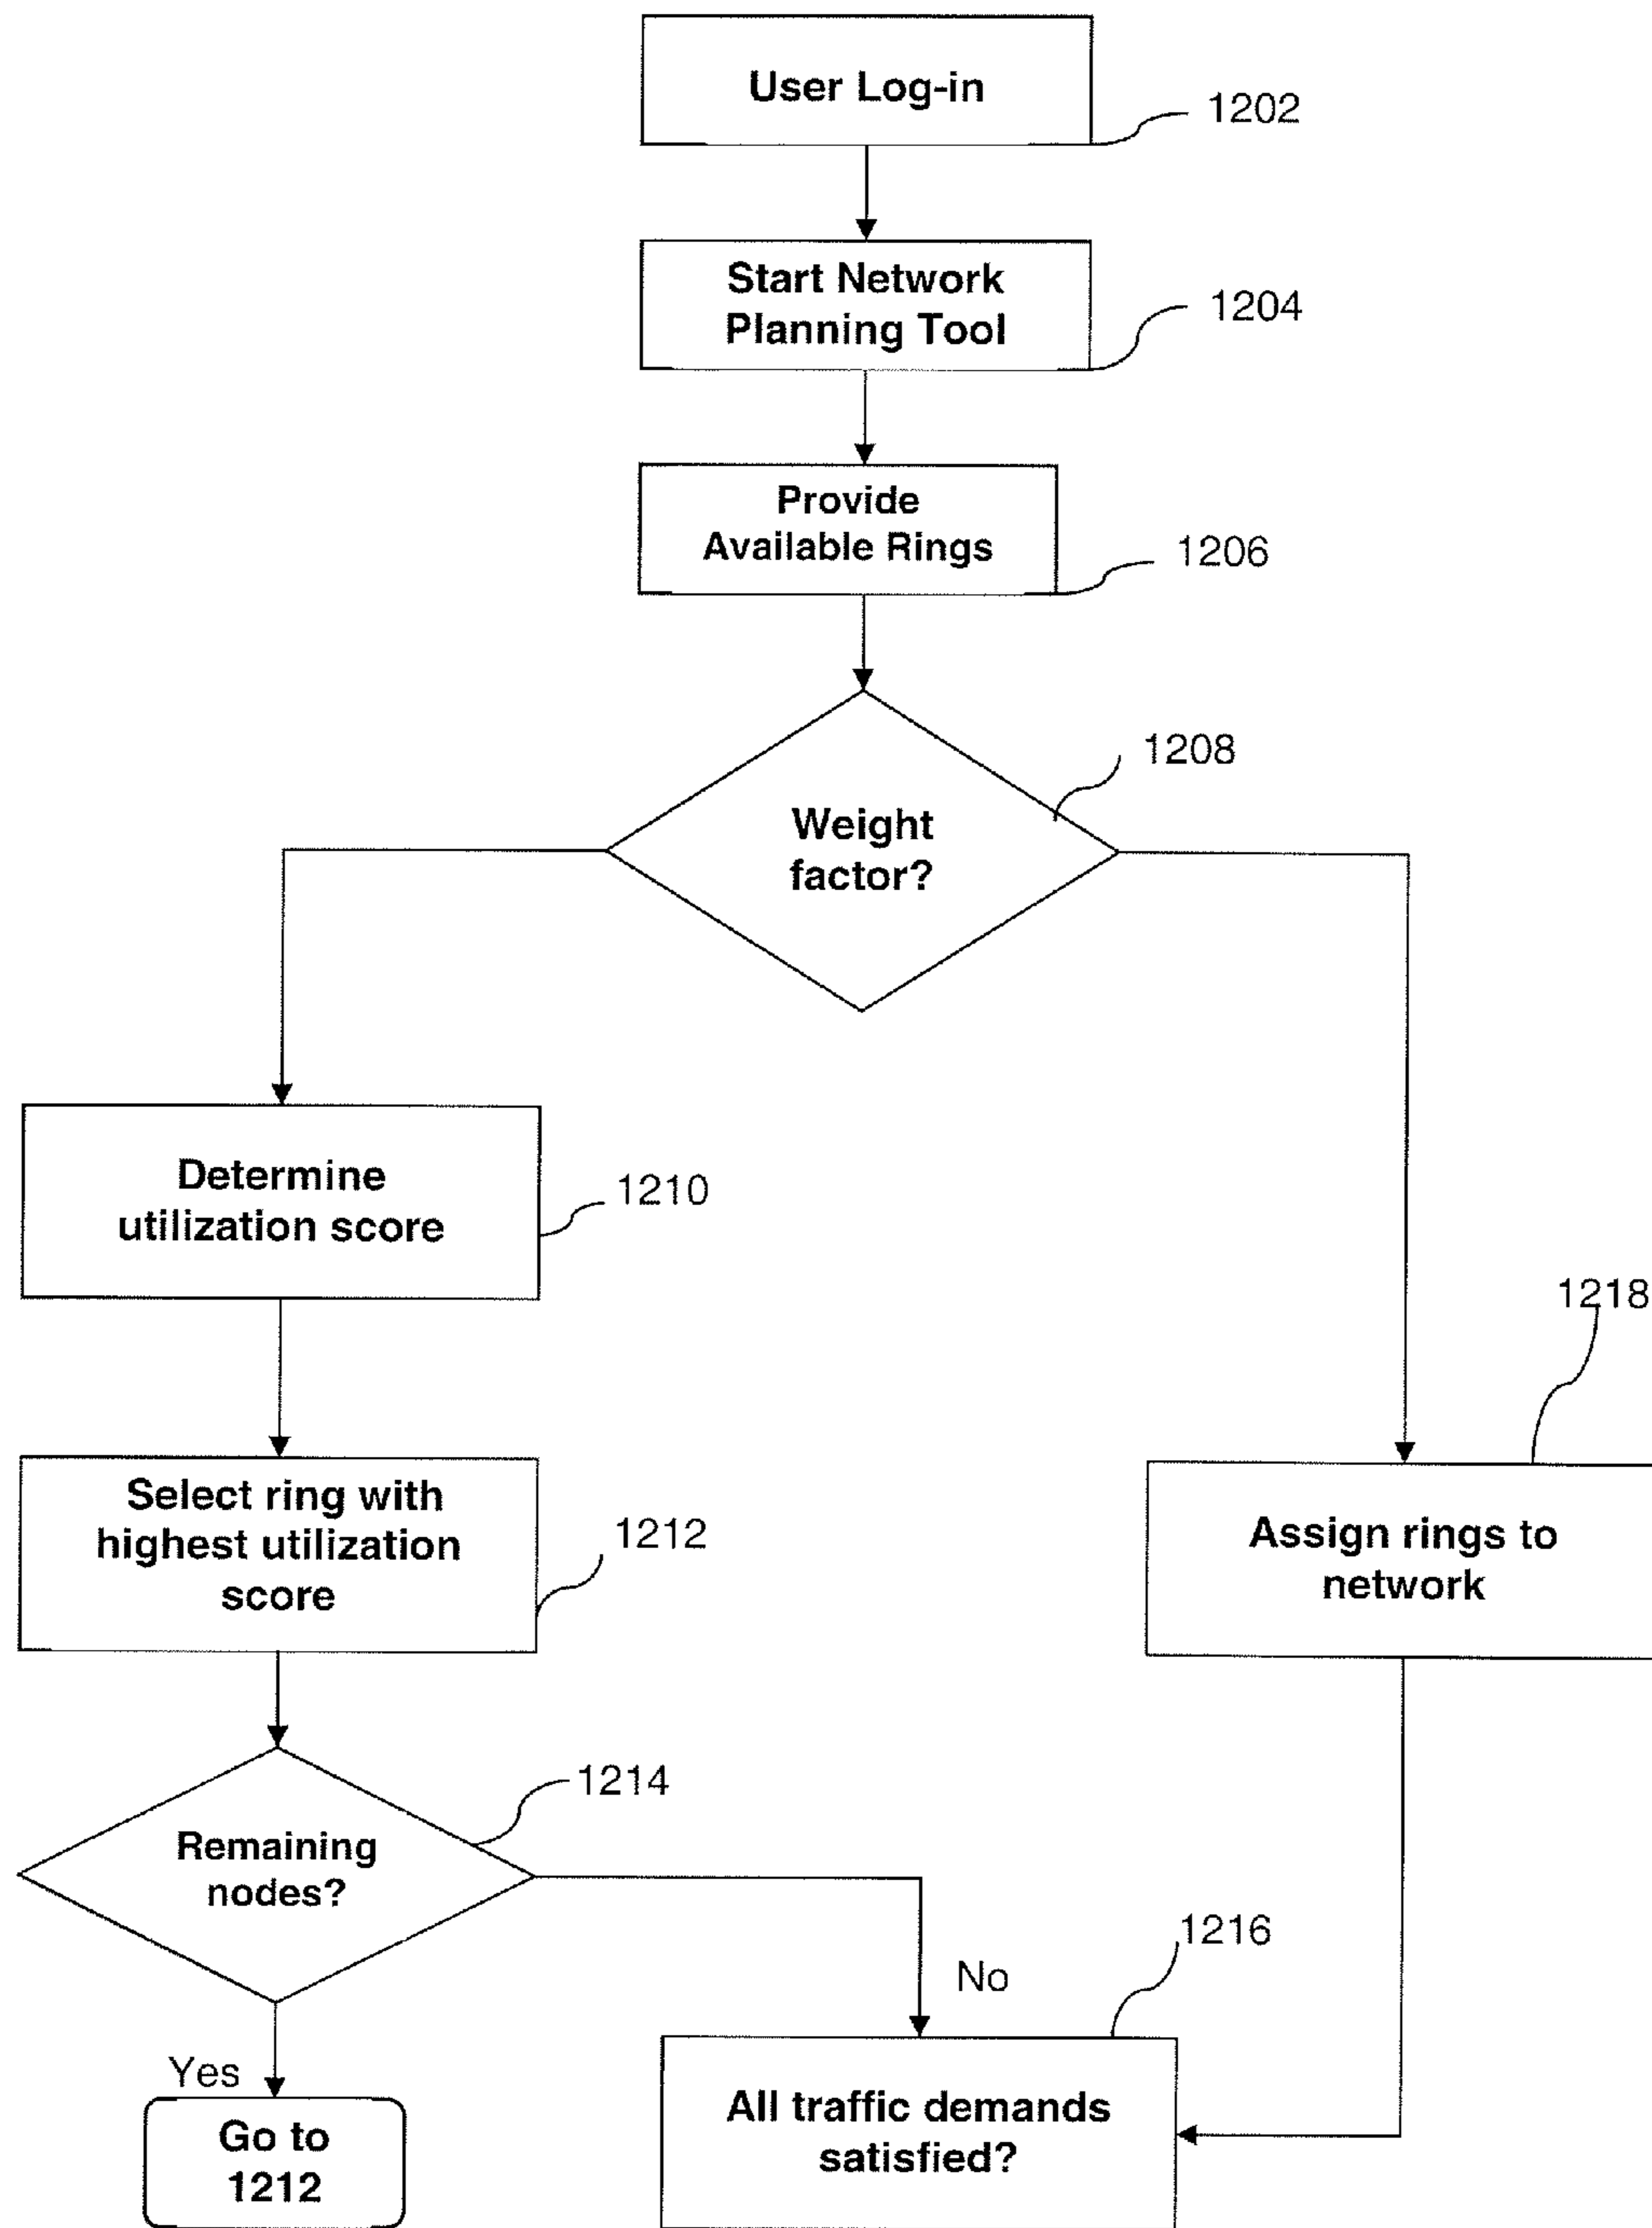 User Log-in
1202
Start Network
Planning Tool
1204
Provide
Available Rings
1206
1208
Weight
factor?
Determine
utilization score
1210
1218
Select ring with
highest utilization
score
1212
Assign rings to
network
1214
Remaining
nodes?
1216
No
Yes
Go to
1212
All traffic demands
satisfied?